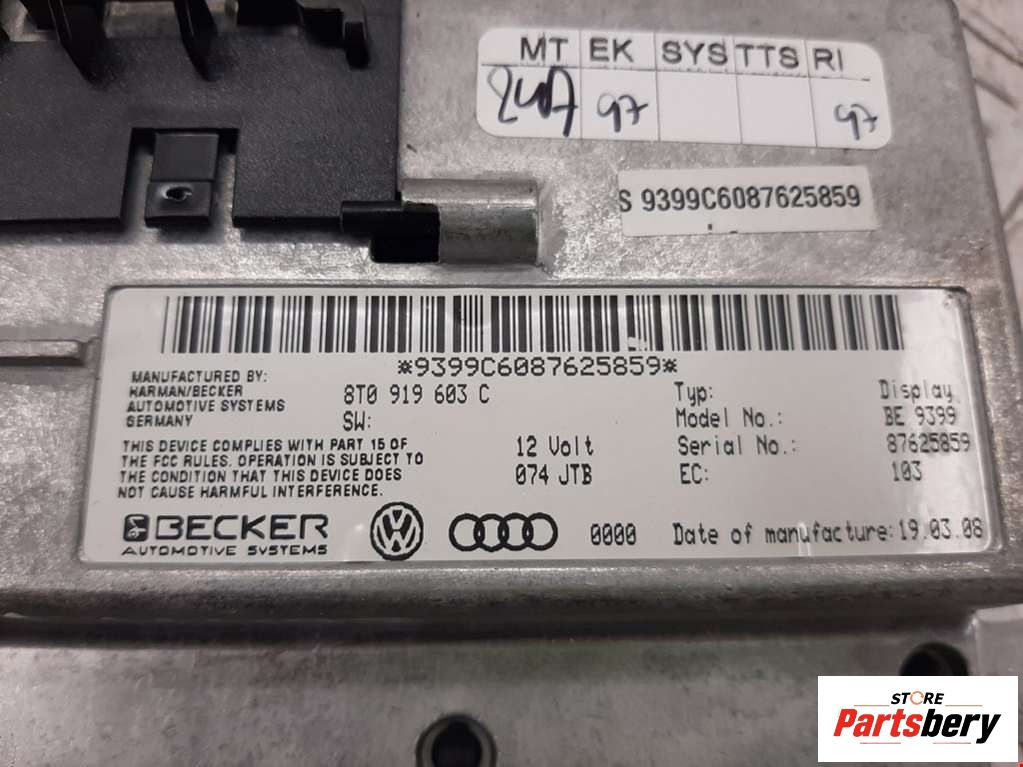 MT EK SYS TTS RI
24A 97 97
S 9399C6087625859
*9399C6087625859*
MANUFACTURED BY:
HARMAN/BECKER
AUTOMOTIVE SYSTEMS
GERMANY
8T0 919 603 C
SW:
Typ: Display
Model No.: BE 9399
THIS DEVICE COMPLIES WITH PART 15 OF
THE FCC RULES. OPERATION IS SUBJECT TO
THE CONDITION THAT THIS DEVICE DOES
NOT CAUSE HARMFUL INTERFERENCE.
12 Volt
074 JTB
Serial No.: 87625859
EC: 103
BECKER
AUTOMOTIVE SYSTEMS
0000
Date of manufacture: 19.03.08
STORE
Partsbery